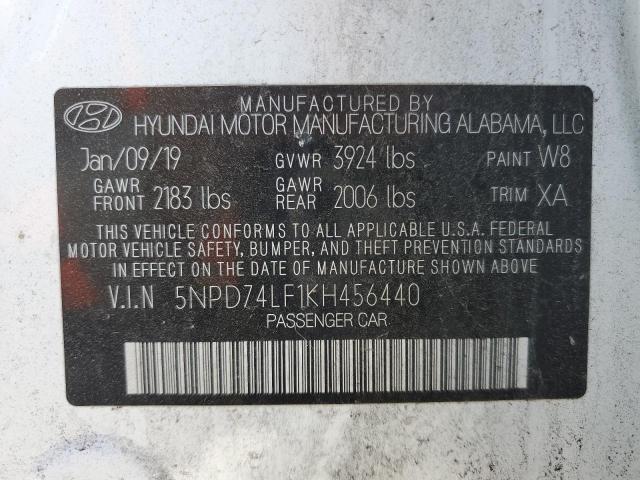 MANUFACTURED BY
HYUNDAI MOTOR MANUFACTURING ALABAMA, LLC
Jan/09/19 GVWR 3924 lbs PAINT W8
GAWR FRONT 2183 lbs GAWR REAR 2006 lbs TRIM XA
THIS VEHICLE CONFORMS TO ALL APPLICABLE U.S.A. FEDERAL
MOTOR VEHICLE SAFETY, BUMPER, AND THEFT PREVENTION STANDARDS
IN EFFECT ON THE DATE OF MANUFACTURE SHOWN ABOVE.
V.I.N 5NPD74LF1KH456440
PASSENGER CAR